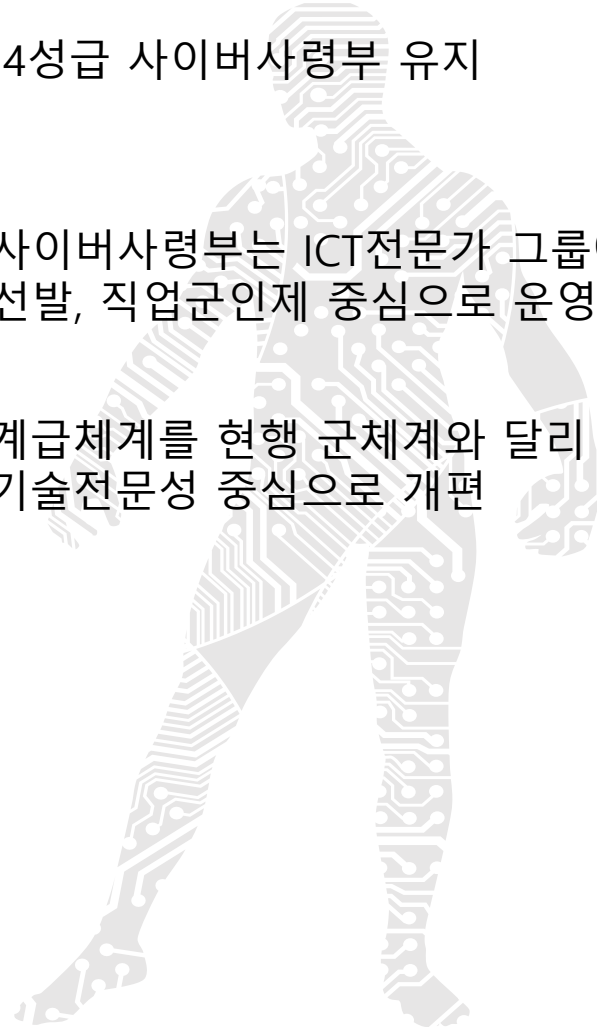 4성급 사이버사령부 유지
사이버사령부는 ICT전문가 그룹
선발, 직업군인제 중심으로 운영
계급체계를 현행 군체계와 달리
기술전문성 중심으로 개편